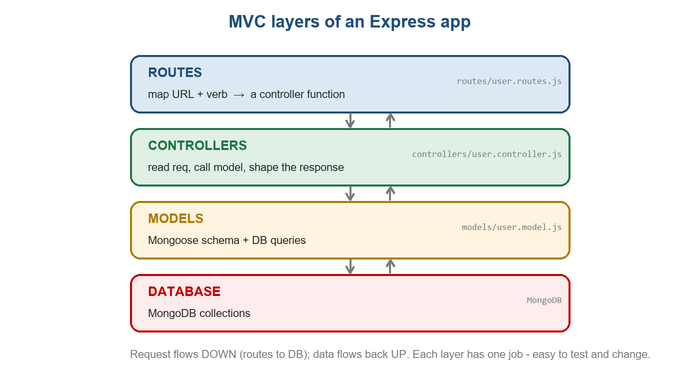 MVC layers of an Express app
ROUTES
routes/user.routes.js
map URL + verb → a controller function
CONTROLLERS
controllers/user.controller.js
read req, call model, shape the response
MODELS
models/user.model.js
Mongoose schema + DB queries
DATABASE
MongoDB
MongoDB collections
Request flows DOWN (routes to DB); data flows back UP. Each layer has one job - easy to test and change.